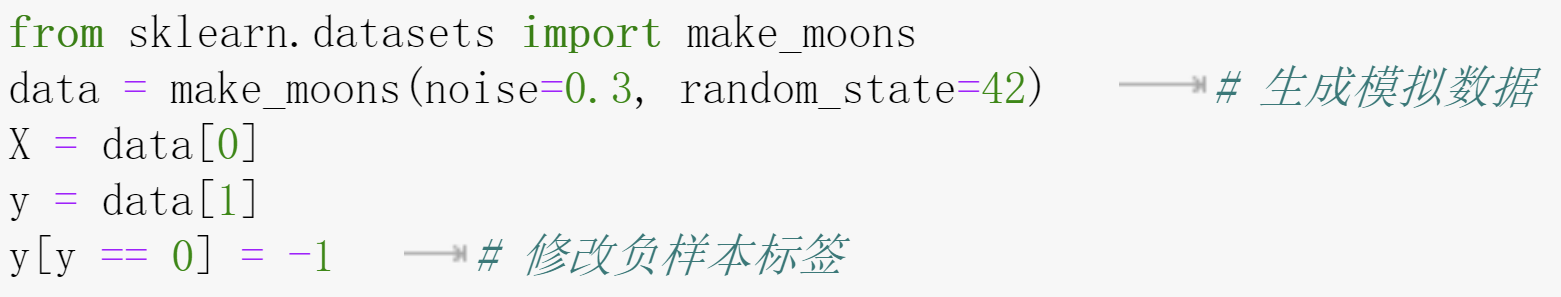 from sklearn.datasets import make_moons
data = make_moons(noise=0.3, random_state=42) # 生成模拟数据
X = data[0]
y = data[1]
y[y == 0] = -1 # 修改负样本标签